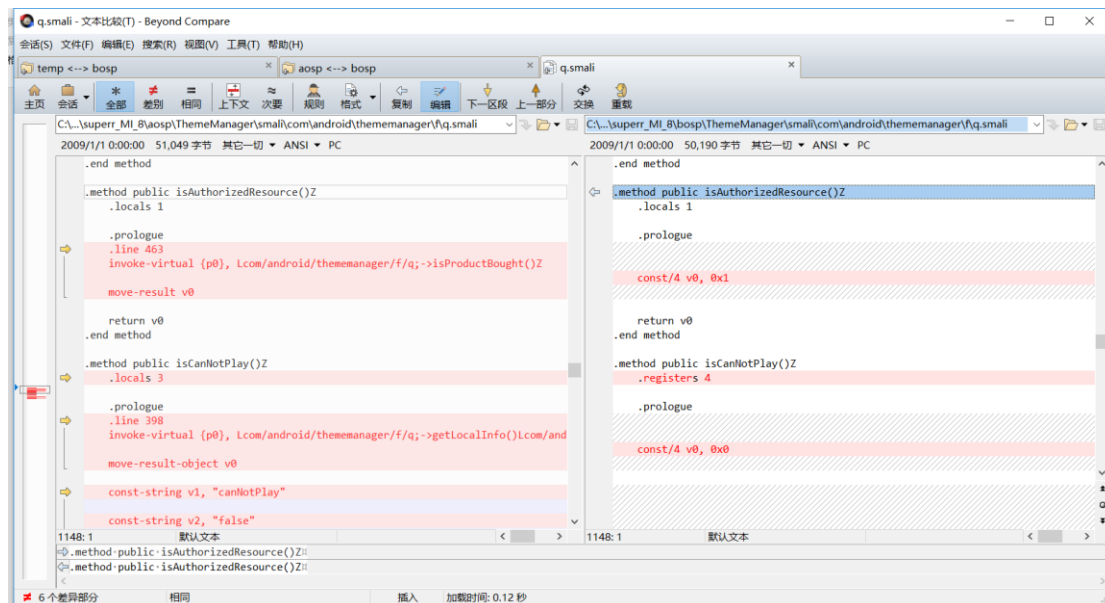 q.smali - 文本比较(T) - Beyond Compare
会话(S) 文件(F) 编辑(E) 搜索(R) 视图(V) 工具(T) 帮助(H)
temp <--> bosp × aosp <--> bosp × q.smali ×
主页 会话 全部 差别 相同 上下文 次要 规则 格式 复制 编辑 下一区段 上一部分 交换 重载
C:\...\superr_MI_8\aosp\ThemeManager\smali\com\android\thememanager\f\q.smali
2009/1/1 0:00:00 51,049 字节 其它一切 ▾ ANSI ▾ PC
.end method
.method public isAuthorizedResource()Z
.locals 1
.prologue
.line 463
invoke-virtual {p0}, Lcom/android/thememanager/f/q;->isProductBought()Z
move-result v0
return v0
.end method
.method public isCanNotPlay()Z
.locals 3
.prologue
.line 398
invoke-virtual {p0}, Lcom/android/thememanager/f/q;->getLocalInfo()Lcom/and
move-result-object v0
const-string v1, "canNotPlay"
const-string v2, "false"
1148: 1 默认文本
C:\...\superr_MI_8\bosp\ThemeManager\smali\com\android\thememanager\f\q.smali
2009/1/1 0:00:00 50,190 字节 其它一切 ▾ ANSI ▾ PC
.end method
.method public isAuthorizedResource()Z
.locals 1
.prologue
const/4 v0, 0x1
return v0
.end method
.method public isCanNotPlay()Z
.registers 4
.prologue
const/4 v0, 0x0
1148: 1 默认文本
.method·public·isAuthorizedResource()Z¤
.method·public·isAuthorizedResource()Z¤
6 个差异部分 相同 插入 加载时间: 0.12 秒